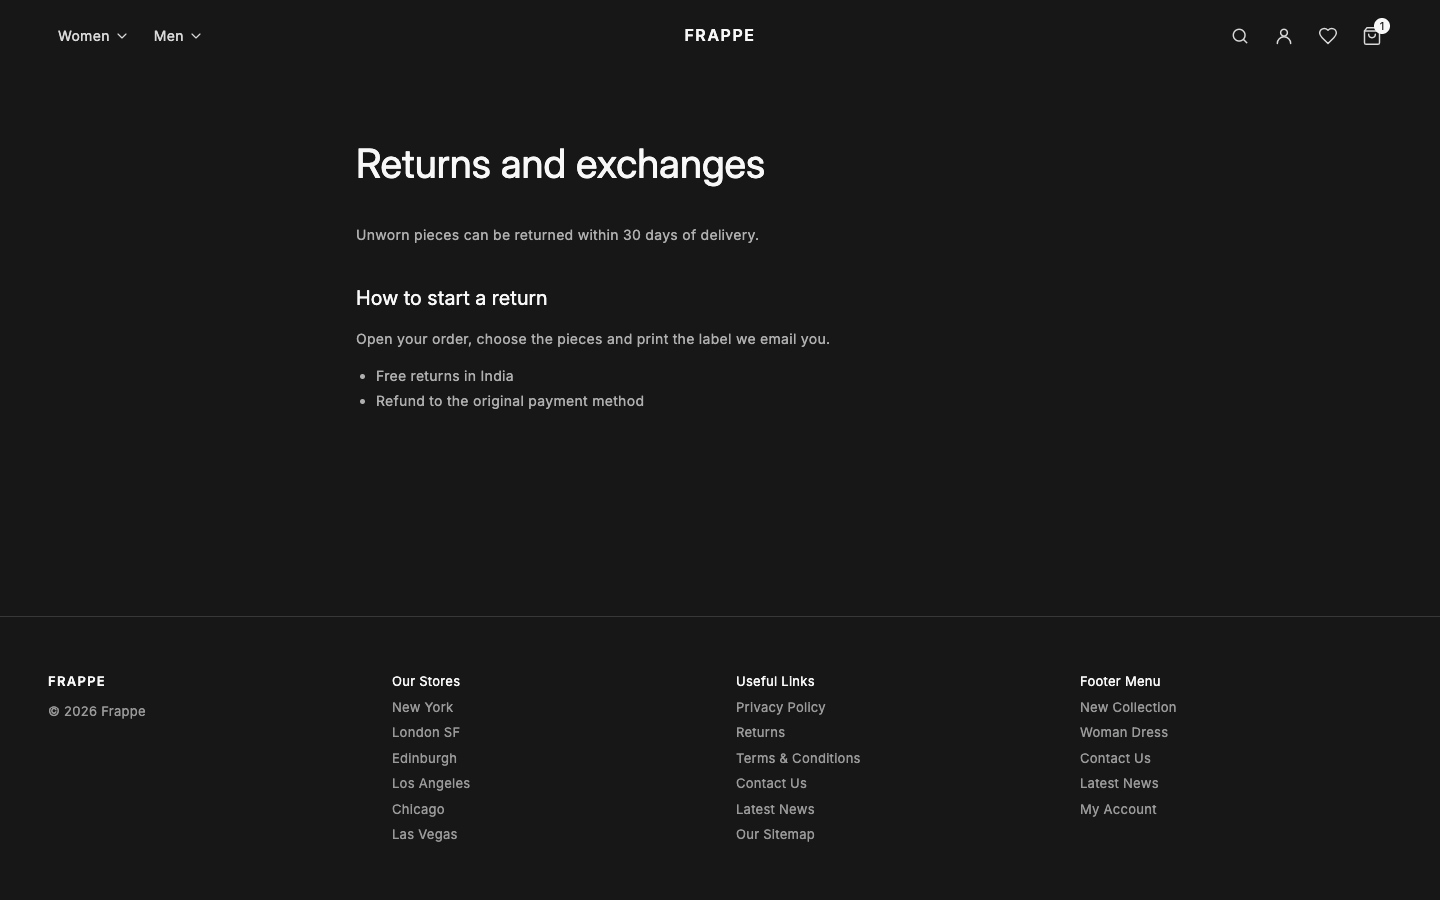 Women
Men
FRAPPE
1
Returns and exchanges
Unworn pieces can be returned within 30 days of delivery.
How to start a return
Open your order, choose the pieces and print the label we email you.
• Free returns in India
• Refund to the original payment method
FRAPPE
© 2026 Frappe
Our Stores
New York
London SF
Edinburgh
Los Angeles
Chicago
Las Vegas
Useful Links
Privacy Policy
Returns
Terms & Conditions
Contact Us
Latest News
Our Sitemap
Footer Menu
New Collection
Woman Dress
Contact Us
Latest News
My Account